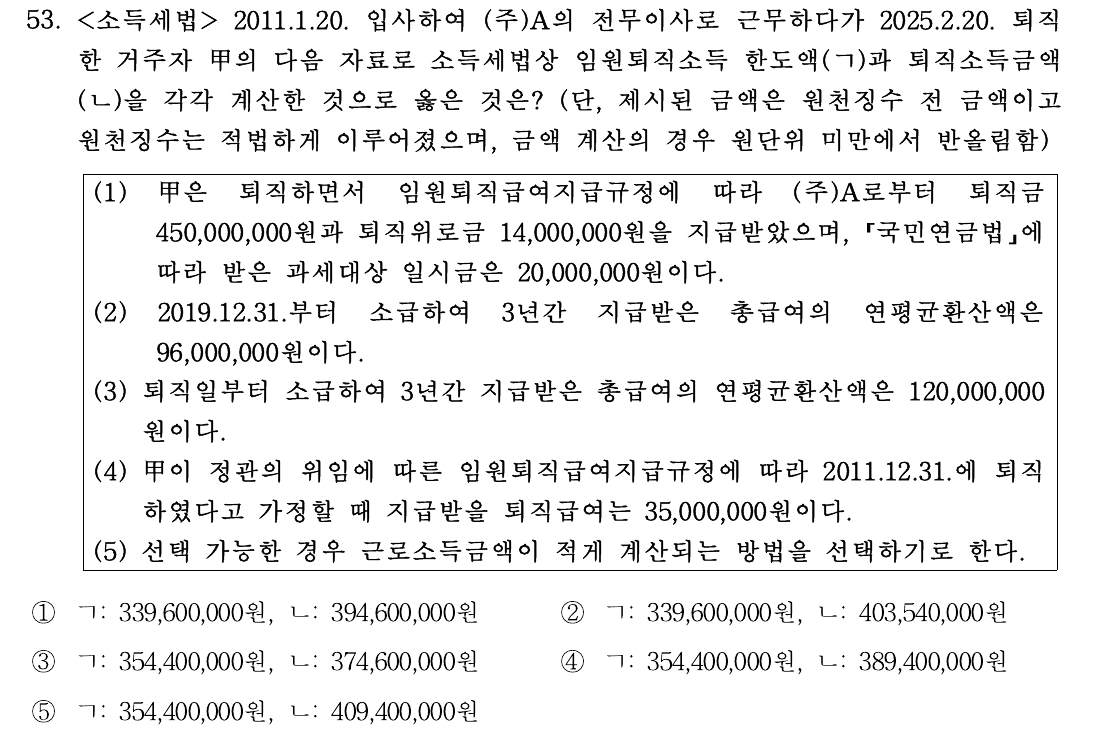 53. <소득세법> 2011.1.20. 입사하여 (주)A의 전무이사로 근무하다가 2025.2.20. 퇴직
한 거주자 甲의 다음 자료로 소득세법상 임원퇴직소득 한도액(ㄱ)과 퇴직소득금액
(ㄴ)을 각각 계산한 것으로 옳은 것은? (단, 제시된 금액은 원천징수 전 금액이고
원천징수는 적법하게 이루어졌으며, 금액 계산의 경우 원단위 미만에서 반올림함)
(1) 甲은 퇴직하면서 임원퇴직급여지급규정에 따라 (주)A로부터 퇴직금
450,000,000원과 퇴직위로금 14,000,000원을 지급받았으며, 「국민연금법」에
따라 받은 과세대상 일시금은 20,000,000원이다.
(2) 2019.12.31.부터 소급하여 3년간 지급받은 총급여의 연평균환산액은
96,000,000원이다.
(3) 퇴직일부터 소급하여 3년간 지급받은 총급여의 연평균환산액은 120,000,000
원이다.
(4) 甲이 정관의 위임에 따른 임원퇴직급여지급규정에 따라 2011.12.31.에 퇴직
하였다고 가정할 때 지급받을 퇴직급여는 35,000,000원이다.
(5) 선택 가능한 경우 근로소득금액이 적게 계산되는 방법을 선택하기로 한다.
① ㄱ: 339,600,000원, ㄴ: 394,600,000원 ② ㄱ: 339,600,000원, ㄴ: 403,540,000원
③ ㄱ: 354,400,000원, ㄴ: 374,600,000원 ④ ㄱ: 354,400,000원, ㄴ: 389,400,000원
⑤ ㄱ: 354,400,000원, ㄴ: 409,400,000원